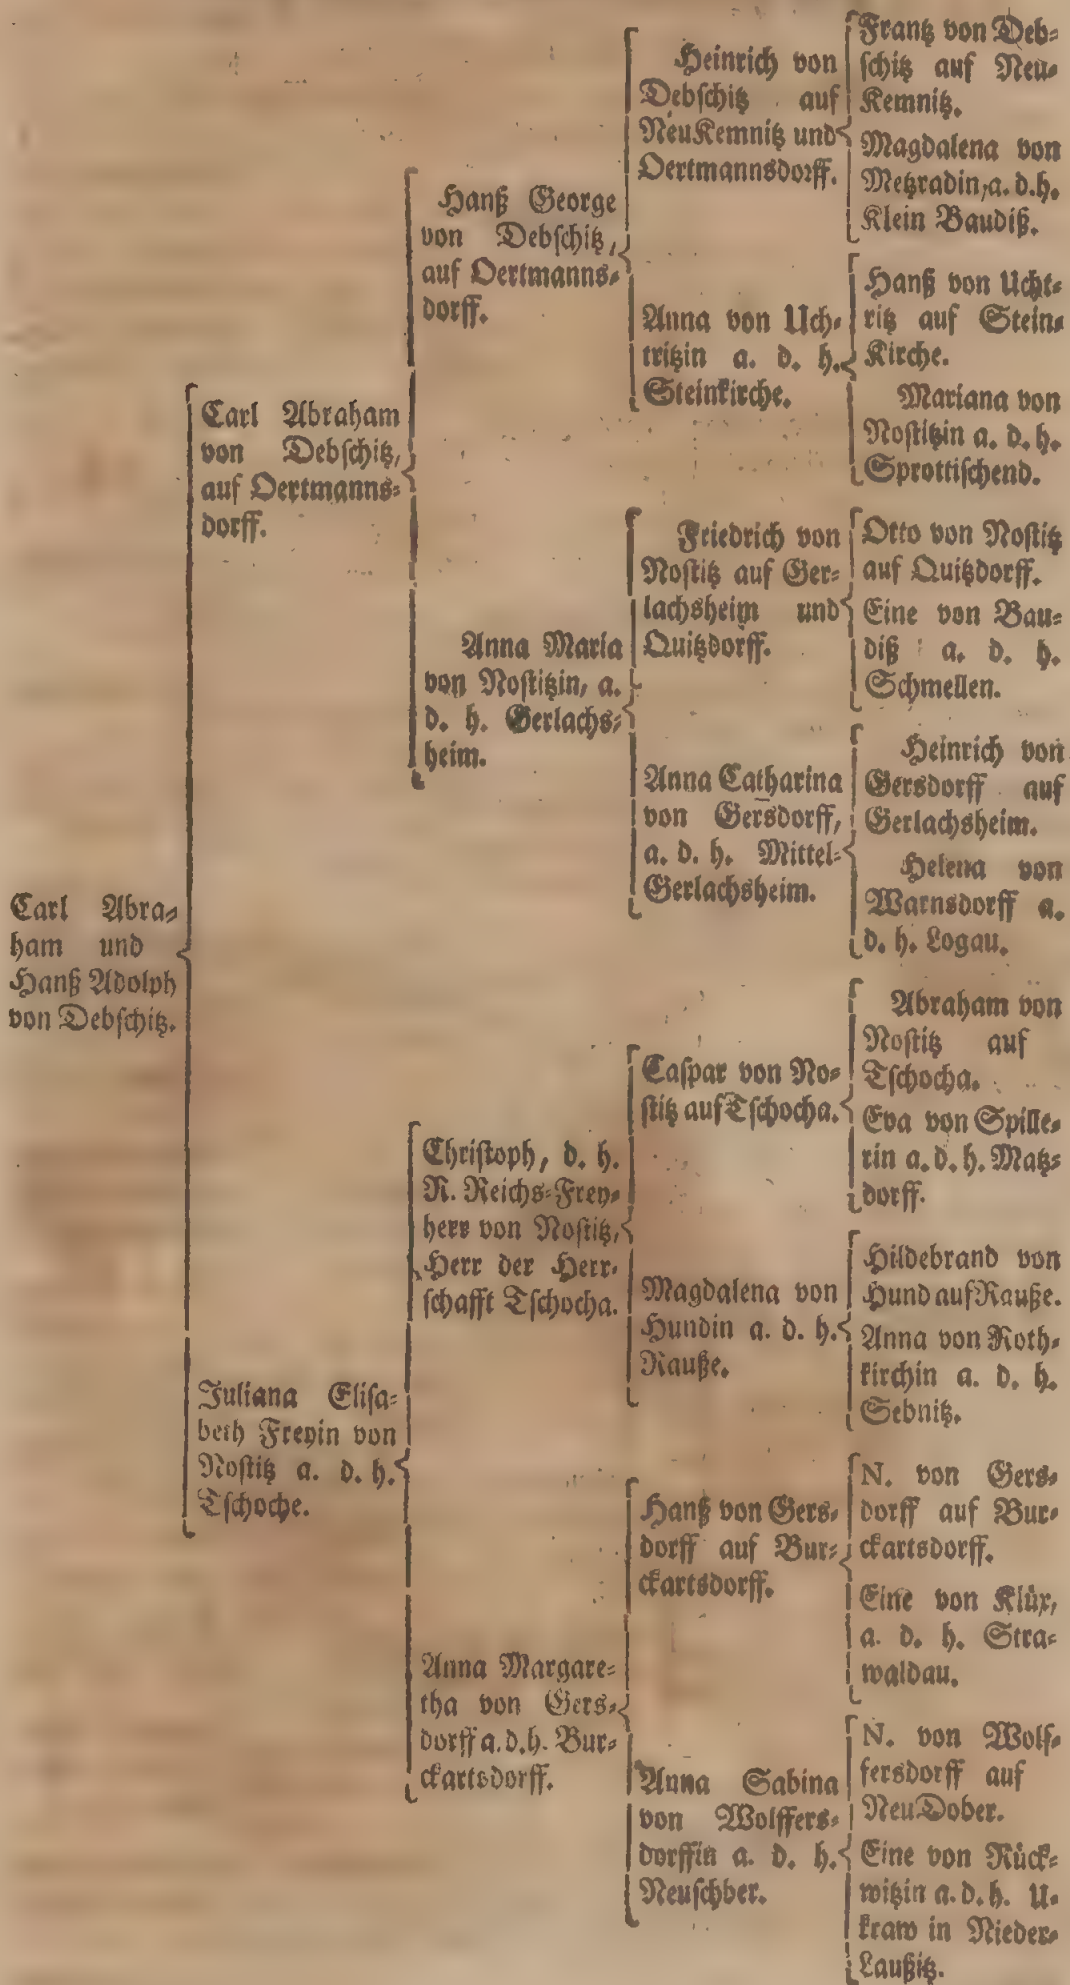 Carl Abra-
ham und
Hanß Adolph
von Debschitz.
Carl Abraham
von Debschitz,
auf Oertmanns-
dorff.
Hanß George
von Debschitz,
auf Oertmanns-
dorff.
Heinrich von
Debschitz auf
NeuKemnitz und
Oertmannsdorff.
Frantz von Deb-
schitz auf Neu-
Kemnitz.
Magdalena von
Metzradin, a. d. h.
Klein Baudiß.
Anna von Uch-
tritzin a. d. h.
Steinkirche.
Hanß von Ucht-
ritz auf Stein-
Kirche.
Mariana von
Nostitzin a. d. h.
Sprottischend.
Anna Maria
von Nostitzin, a.
d. h. Gerlachs-
heim.
Friedrich von
Nostitz auf Ger-
lachsheim und
Quitzdorff.
Otto von Nostitz
auf Quitzdorff.
Eine von Bau-
diß a. d. h.
Schmellen.
Anna Catharina
von Gersdorff,
a. d. h. Mittel-
Gerlachsheim.
Heinrich von
Gersdorff auf
Gerlachsheim.
Helena von
Warnsdorff a.
d. h. Logau.
Juliana Elisa-
beth Freyin von
Nostitz a. d. h.
Tschoche.
Christoph, d. h.
R. Reichs-Frey-
herr von Nostitz,
Herr der Herr-
schafft Tschocha.
Caspar von No-
stitz auf Tschocha.
Abraham von
Nostitz auf
Tschocha.
Eva von Spille-
rin a. d. h. Matz-
dorff.
Magdalena von
Hundin a. d. h.
Rauße.
Hildebrand von
Hund auf Rauße.
Anna von Roth-
kirchin a. d. h.
Sebnitz.
Anna Margare-
tha von Gers-
dorff a. d. h. Bur-
ckartsdorff.
Hanß von Gers-
dorff auf Bur-
ckartsdorff.
N. von Gers-
dorff auf Bur-
ckartsdorff.
Eine von Klüx,
a. d. h. Stra-
waldau.
Anna Sabina
von Wolffers-
dorffin a. d. h.
Neuschber.
N. von Wolf-
fersdorff auf
NeuDober.
Eine von Rück-
witzin a. d. h. U-
kraw in Nieder-
Laußitz.